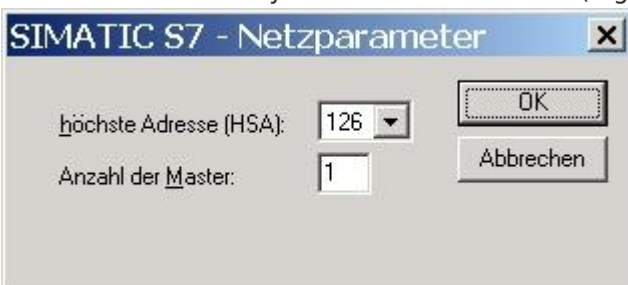 SIMATIC S7 - Netzparameter
höchste Adresse (HSA): 126
OK
Anzahl der Master: 1
Abbrechen